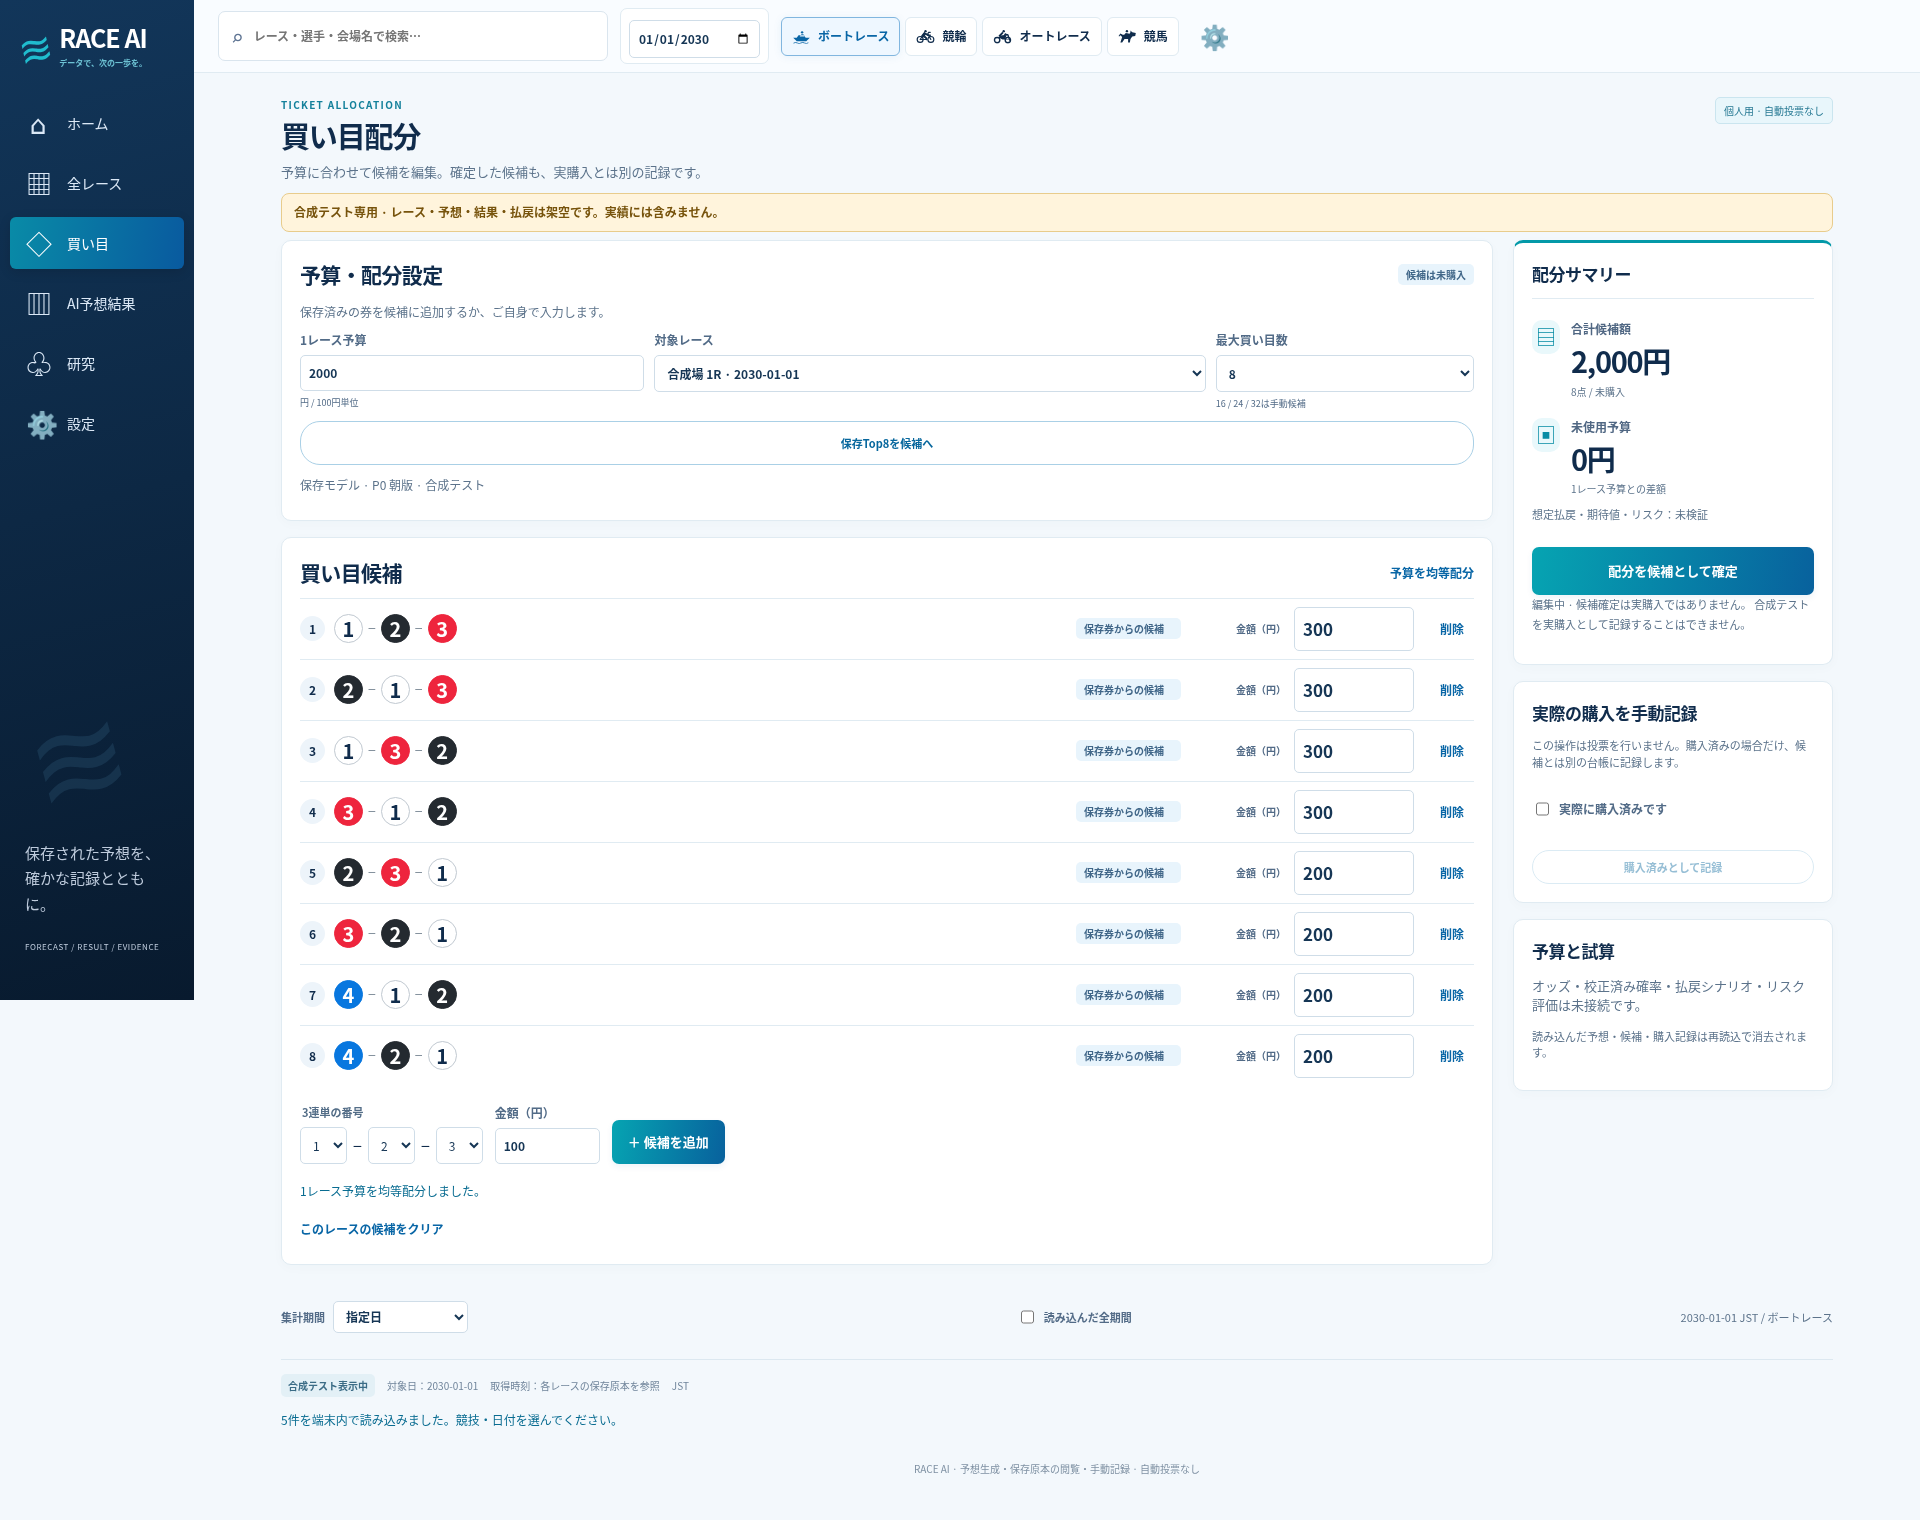 RACE AI
データで、次の一歩を。
ホーム
全レース
買い目
AI予想結果
研究
設定
保存された予想を、
確かな記録ととも
に。
FORECAST / RESULT / EVIDENCE
レース・選手・会場名で検索…
01/01/2030
ボートレース
競輪
オートレース
競馬
TICKET ALLOCATION
買い目配分
予算に合わせて候補を編集。確定した候補も、実購入とは別の記録です。
個人用・自動投票なし
合成テスト専用・レース・予想・結果・払戻は架空です。実績には含みません。
予算・配分設定
候補は未購入
保存済みの券を候補に追加するか、ご自身で入力します。
1レース予算
対象レース
最大買い目数
2000
合成場 1R · 2030-01-01
8
円 / 100円単位
16 / 24 / 32は手動候補
保存Top8を候補へ
保存モデル · P0 朝版 · 合成テスト
買い目候補
予算を均等配分
1 1 – 2 – 3 保存券からの候補 金額（円） 300 削除
2 2 – 1 – 3 保存券からの候補 金額（円） 300 削除
3 1 – 3 – 2 保存券からの候補 金額（円） 300 削除
4 3 – 1 – 2 保存券からの候補 金額（円） 300 削除
5 2 – 3 – 1 保存券からの候補 金額（円） 200 削除
6 3 – 2 – 1 保存券からの候補 金額（円） 200 削除
7 4 – 1 – 2 保存券からの候補 金額（円） 200 削除
8 4 – 2 – 1 保存券からの候補 金額（円） 200 削除
3連単の番号
金額（円）
1 – 2 – 3
100
＋ 候補を追加
1レース予算を均等配分しました。
このレースの候補をクリア
配分サマリー
合計候補額
2,000円
8点 / 未購入
未使用予算
0円
1レース予算との差額
想定払戻・期待値・リスク：未検証
配分を候補として確定
編集中 · 候補確定は実購入ではありません。 合成テスト
を実購入として記録することはできません。
実際の購入を手動記録
この操作は投票を行いません。購入済みの場合だけ、候
補とは別の台帳に記録します。
実際に購入済みです
購入済みとして記録
予算と試算
オッズ・校正済み確率・払戻シナリオ・リスク
評価は未接続です。
読み込んだ予想・候補・購入記録は再読込で消去されま
す。
集計期間
指定日
読み込んだ全期間
2030-01-01 JST / ボートレース
合成テスト表示中
対象日：2030-01-01
取得時刻：各レースの保存原本を参照
JST
5件を端末内で読み込みました。競技・日付を選んでください。
RACE AI · 予想生成・保存原本の閲覧・手動記録 · 自動投票なし